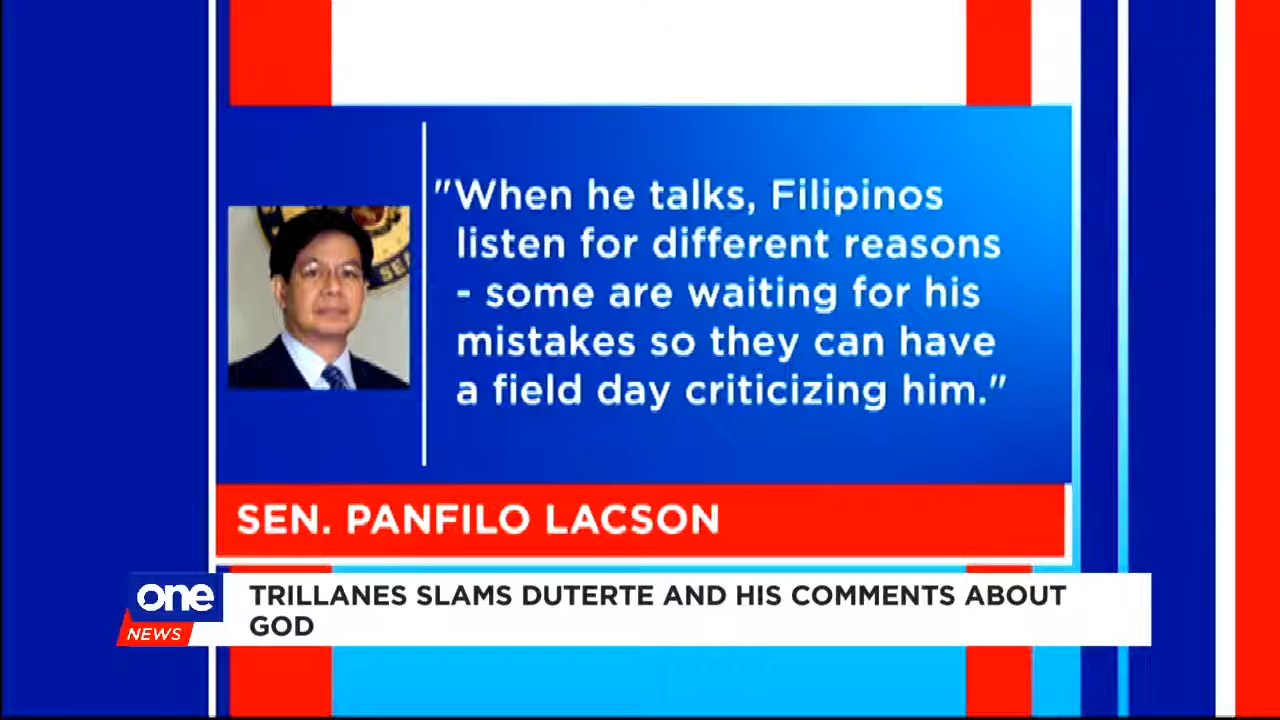 "When he talks, Filipinos
listen for different reasons
- some are waiting for his
mistakes so they can have
a field day criticizing him."
SEN. PANFILO LACSON
one
NEWS
TRILLANES SLAMS DUTERTE AND HIS COMMENTS ABOUT
GOD